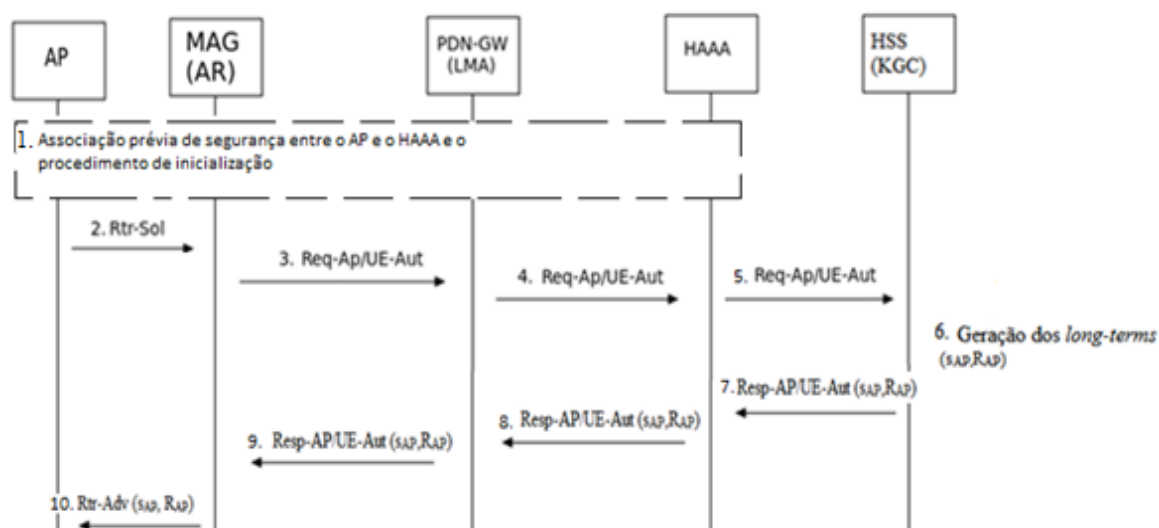 AP
MAG
(AR)
PDN-GW
(LMA)
HAAA
HSS
(KGC)
1. Associação prévia de segurança entre o AP e o HAAA e o
procedimento de inicialização
2. Rtr-Sol
3. Req-Ap/UE-Aut
4. Req-Ap/UE-Aut
5. Req-Ap/UE-Aut
6. Geração dos long-terms
(sAP,RAP)
7. Resp-AP/UE-Aut (sAP,RAP)
8. Resp-AP/UE-Aut (sAP,RAP)
9. Resp-AP/UE-Aut (sAP,RAP)
10. Rtr-Adv (sAP, RAP)